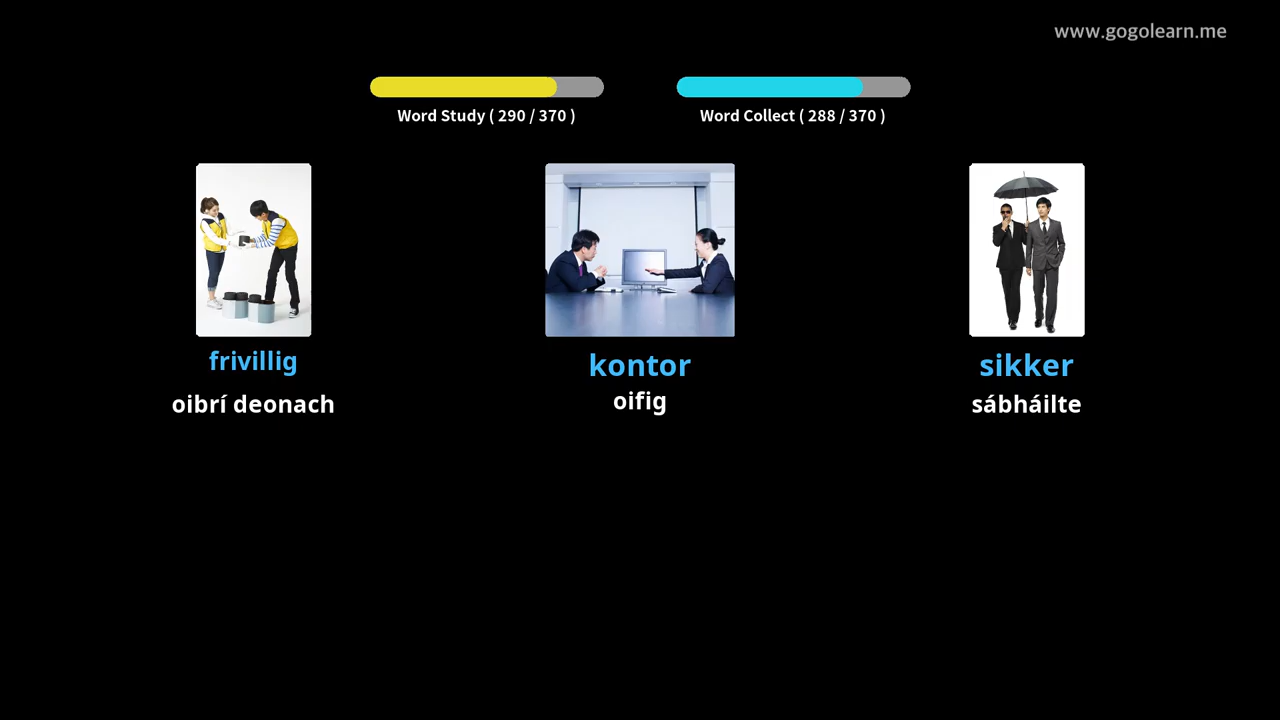 www.gogolearn.me
Word Study ( 290 / 370 )
Word Collect ( 288 / 370 )
frivillig
oibrí deonach
kontor
oifig
sikker
sábháilte